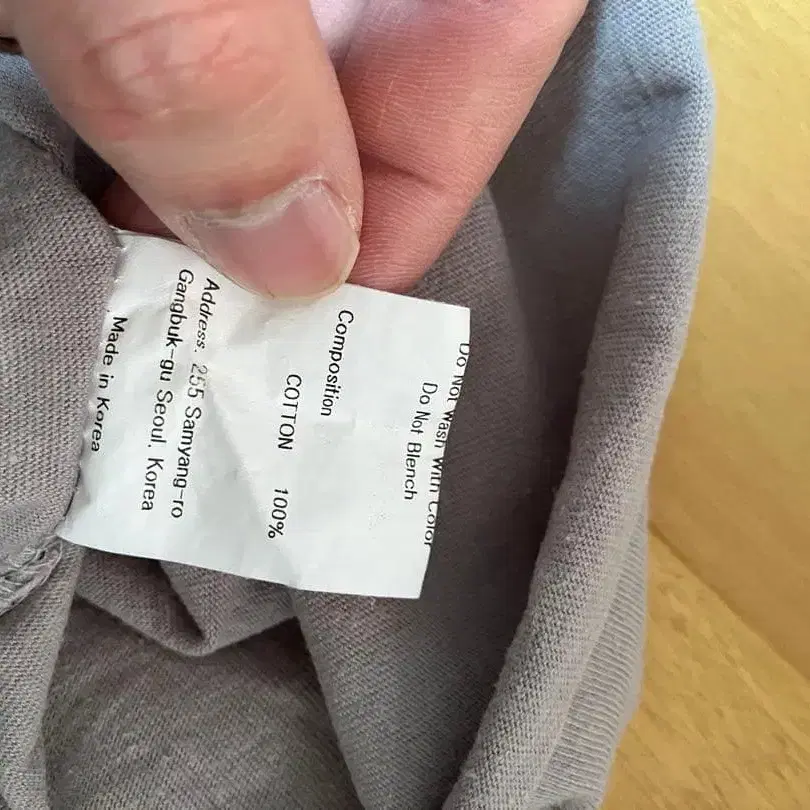 Do Not Wash With Color
Do Not Blench
Composition
COTTON 100%
Address. 255 Samyang-ro
Gangbuk-gu Seoul. Korea
Made in Korea